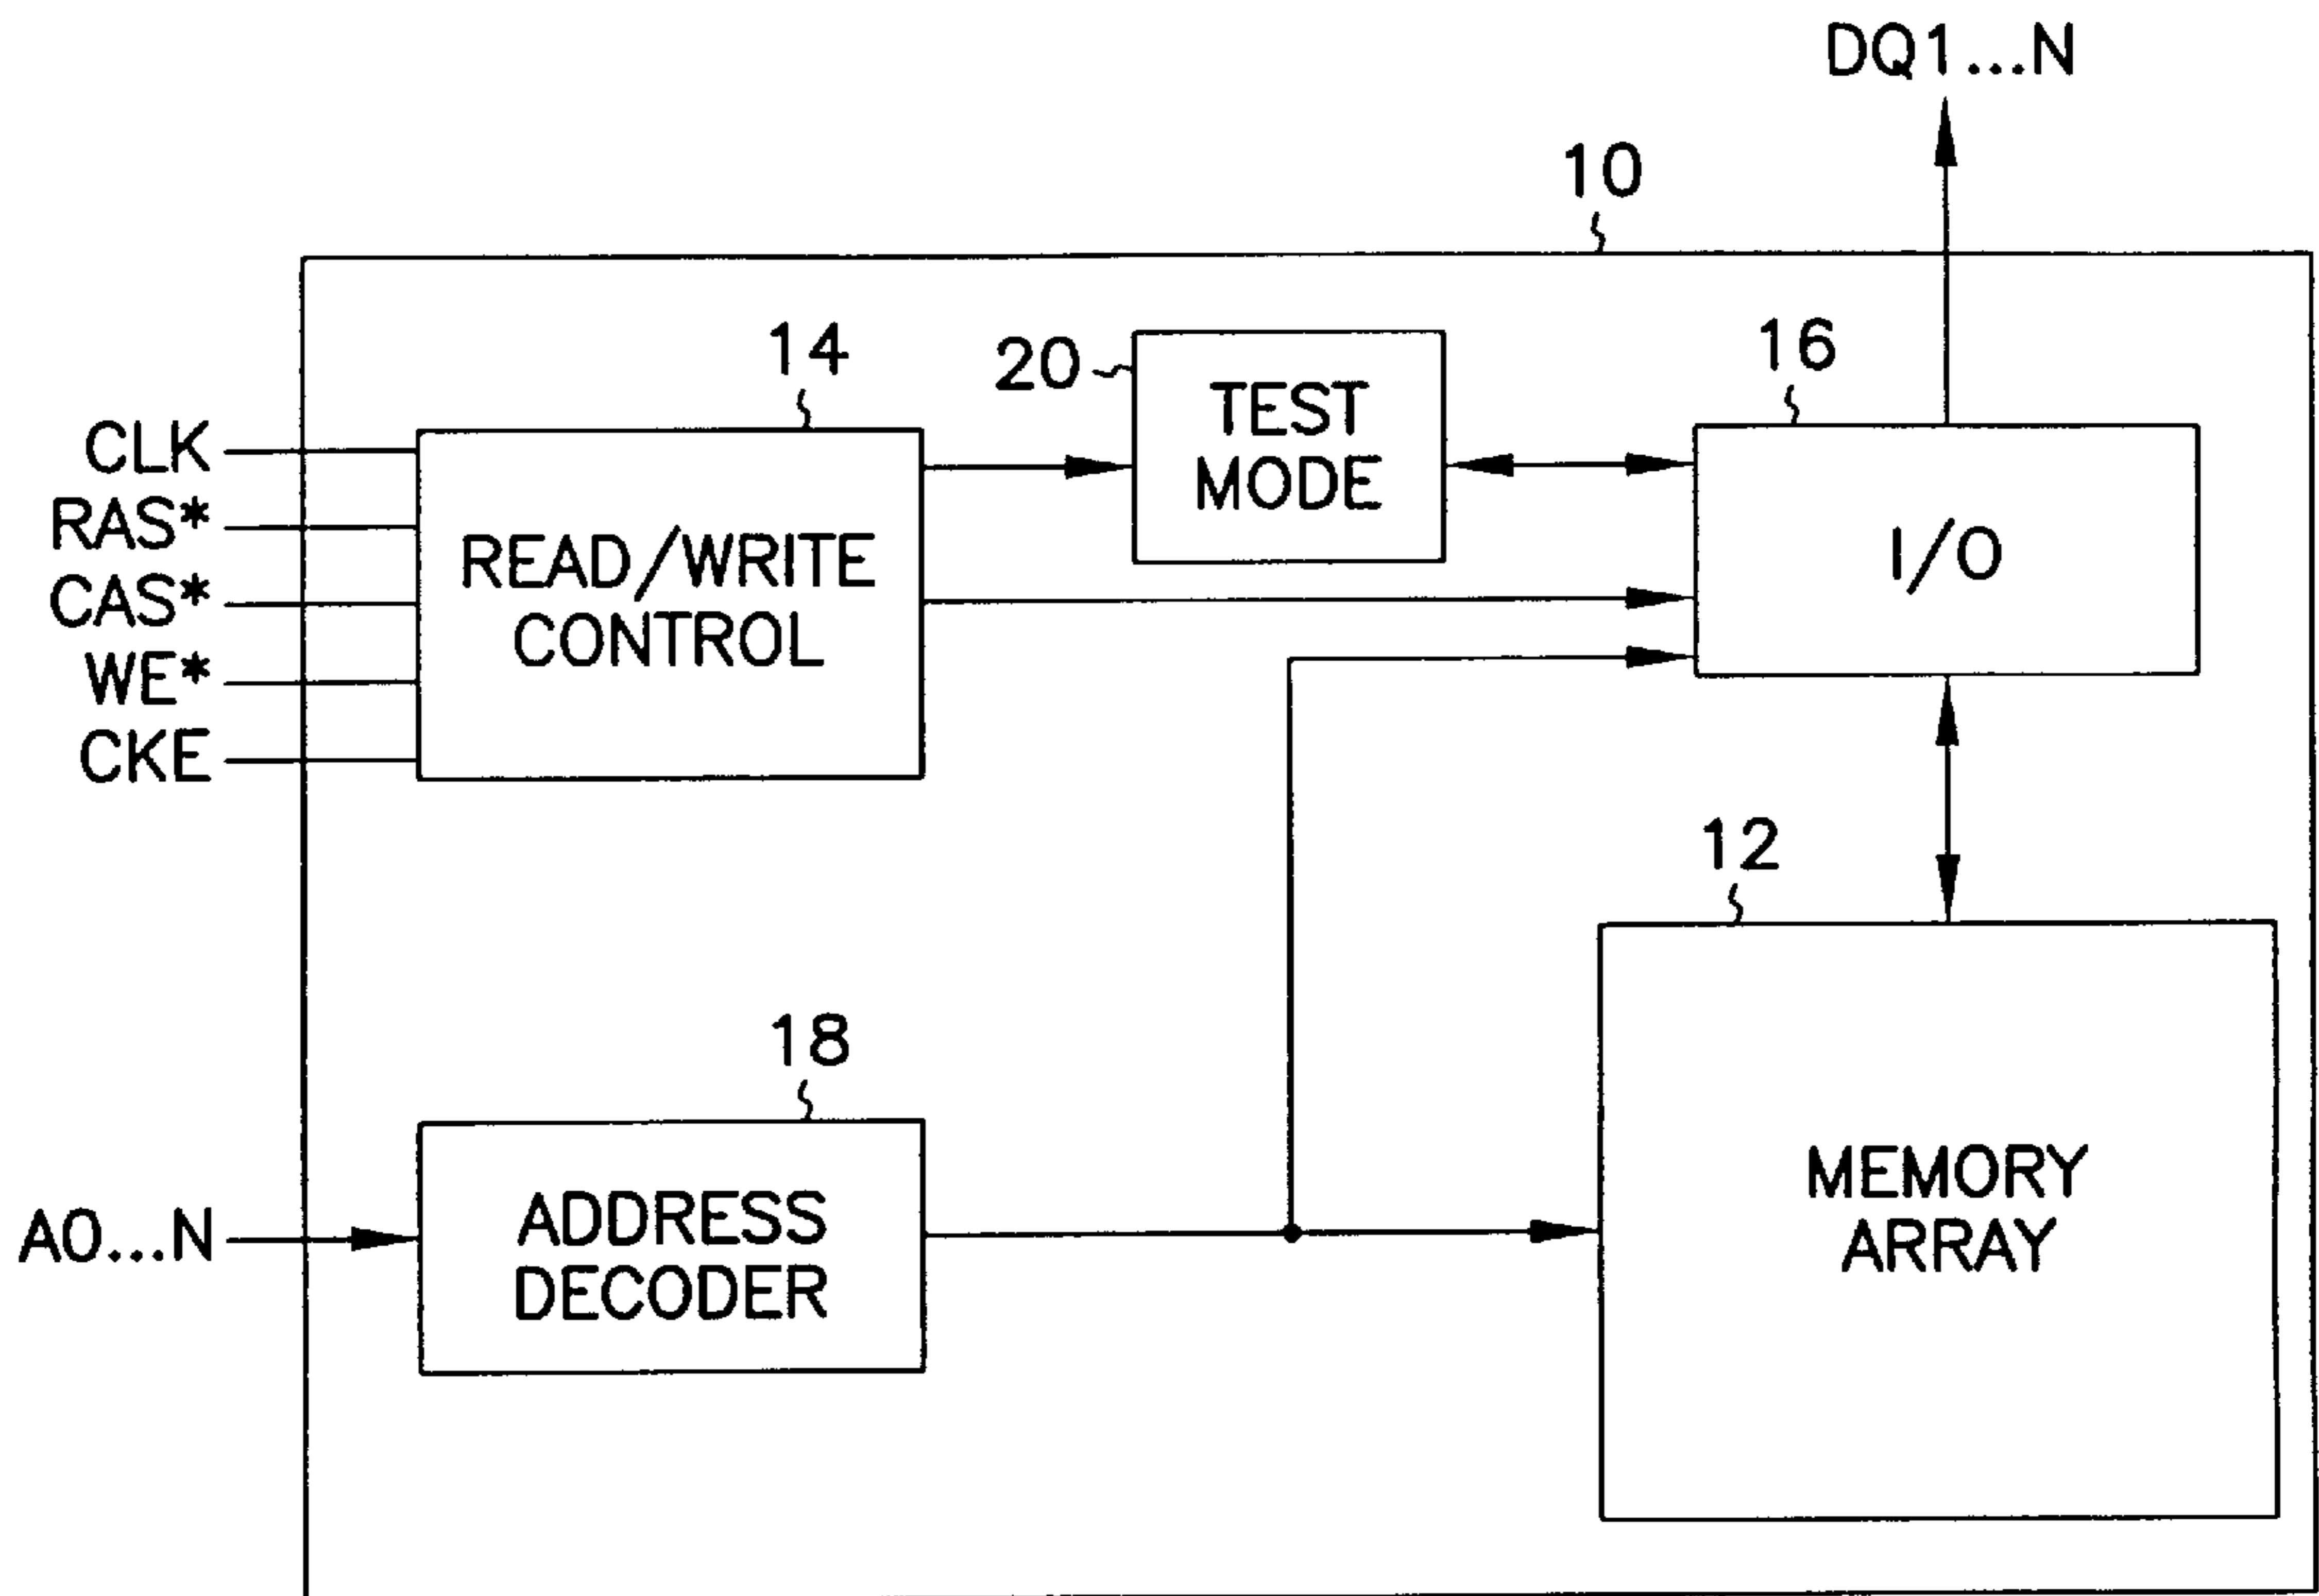 DQ1...N
10
14
20
TEST
MODE
16
CLK
RAS*
CAS*
WE*
CKE
READ/WRITE
CONTROL
I/O
12
18
A0...N
ADDRESS
DECODER
MEMORY
ARRAY